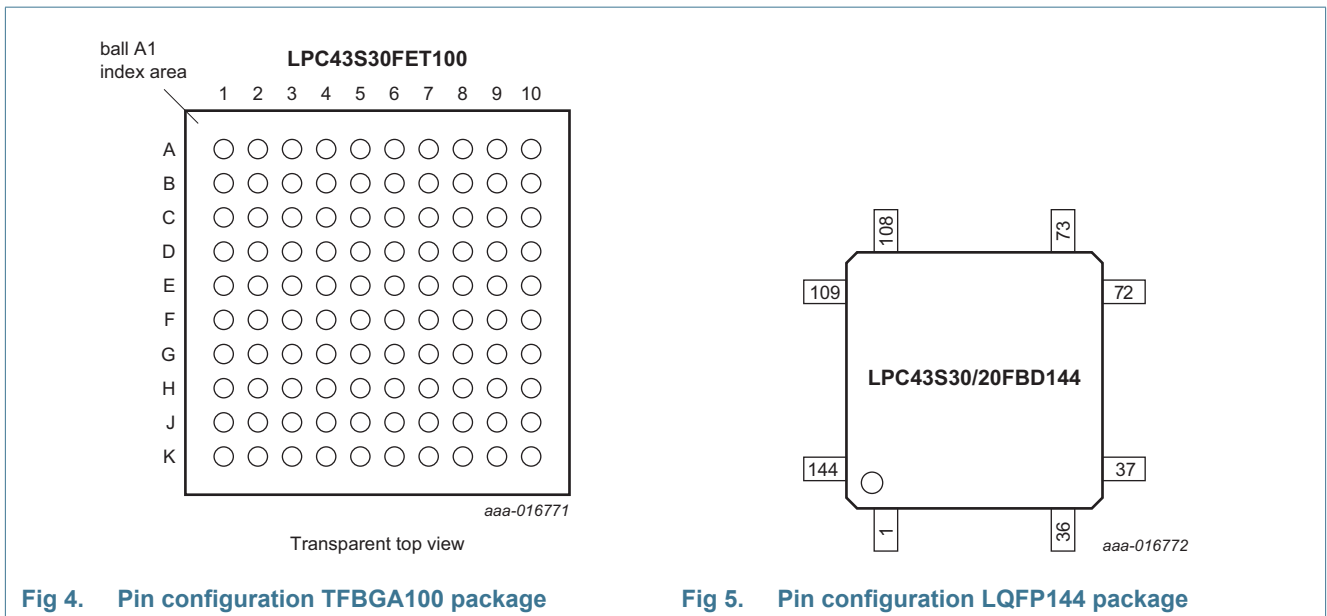 ball A1
index area
LPC43S30FET100
1 2 3 4 5 6 7 8 9 10
A
B
C
D
E
F
G
H
J
K
aaa-016771
Transparent top view
Fig 4. Pin configuration TFBGA100 package
108
73
109
72
LPC43S30/20FBD144
144
37
1
36
aaa-016772
Fig 5. Pin configuration LQFP144 package